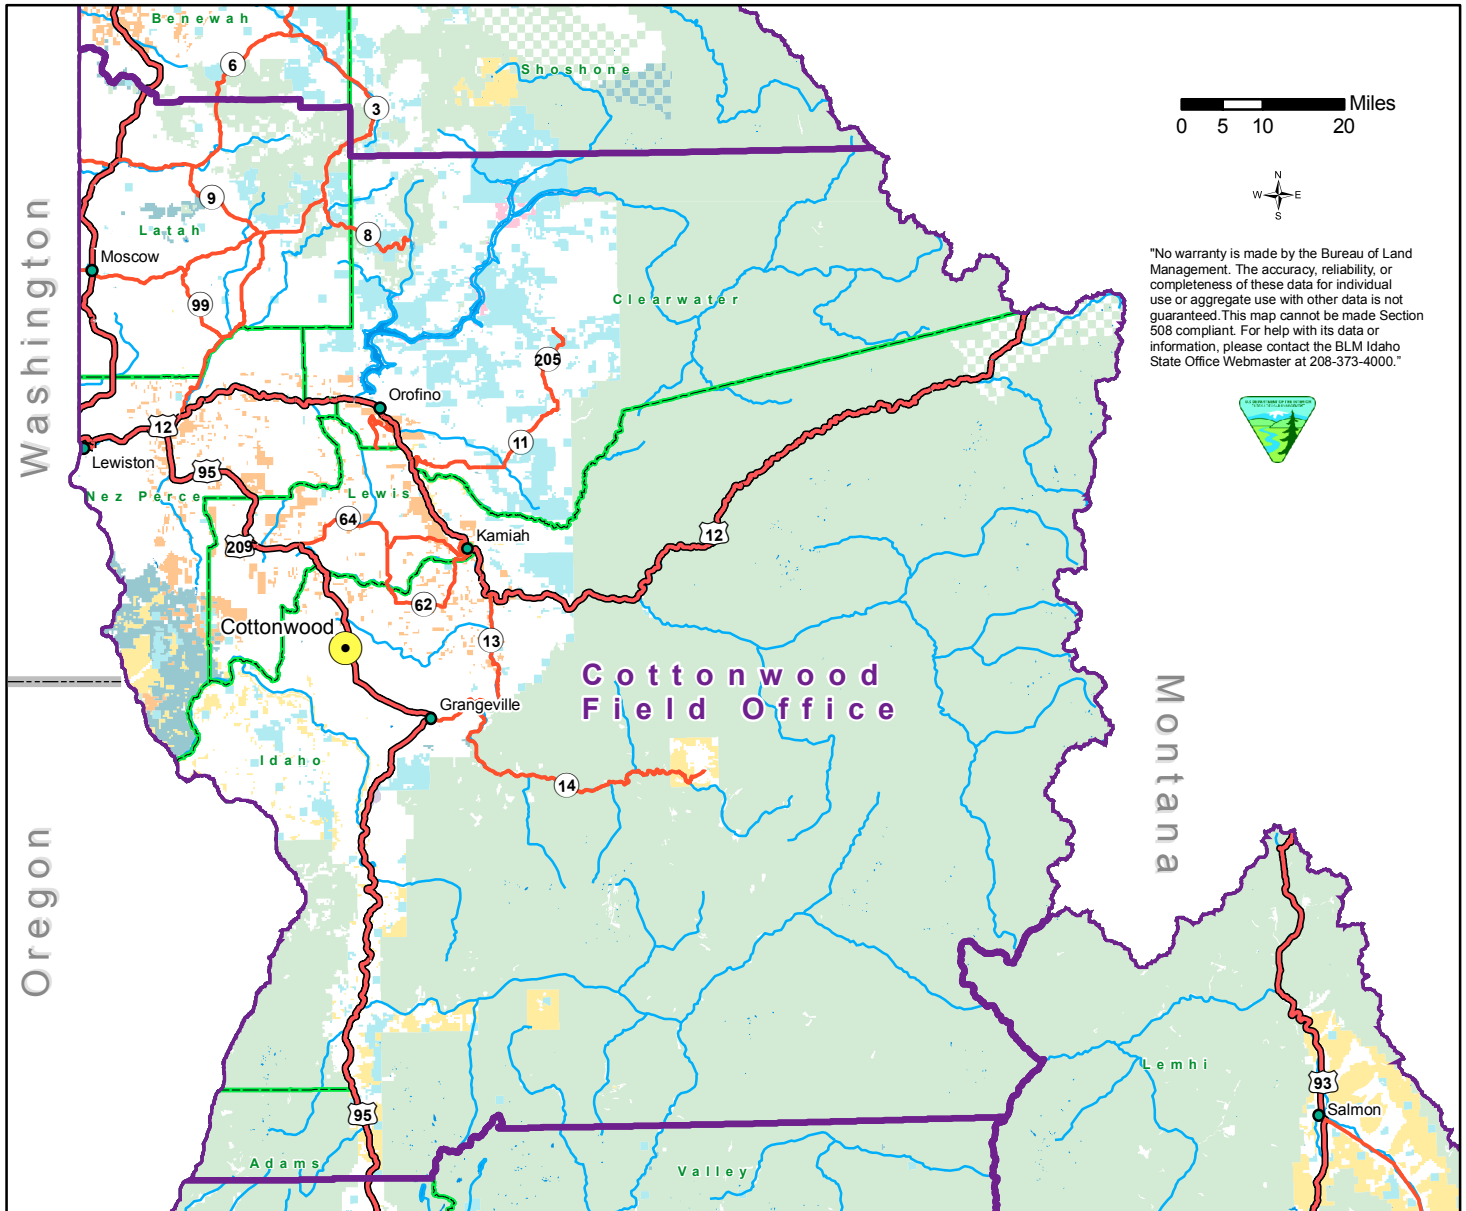 Benewah
6
Shoshone
3
Miles
0 5 10 20
N
W E
S
9
Latah
8
Moscow
Washington
99
Clearwater
"No warranty is made by the Bureau of Land
Management. The accuracy, reliability, or
completeness of these data for individual
use or aggregate use with other data is not
guaranteed.This map cannot be made Section
508 compliant. For help with its data or
information, please contact the BLM Idaho
State Office Webmaster at 208-373-4000."
205
Orofino
12
11
Lewiston
95
Nez Perce
Lewis
64
Kamiah
209
12
62
Cottonwood
13
Cottonwood
Field Office
Grangeville
Montana
Idaho
14
Oregon
Lemhi
93
Salmon
95
Adams
Valley